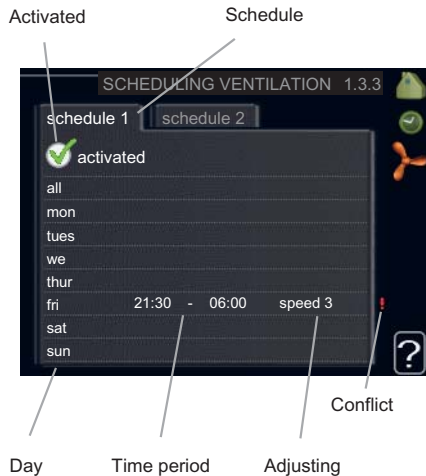 Activated Schedule
SCHEDULING VENTILATION 1.3.3
schedule 1 schedule 2
activated
all
mon
tues
we
thur
fri 21:30 - 06:00 speed 3 !
sat
sun
?
Conflict
Day Time period Adjusting